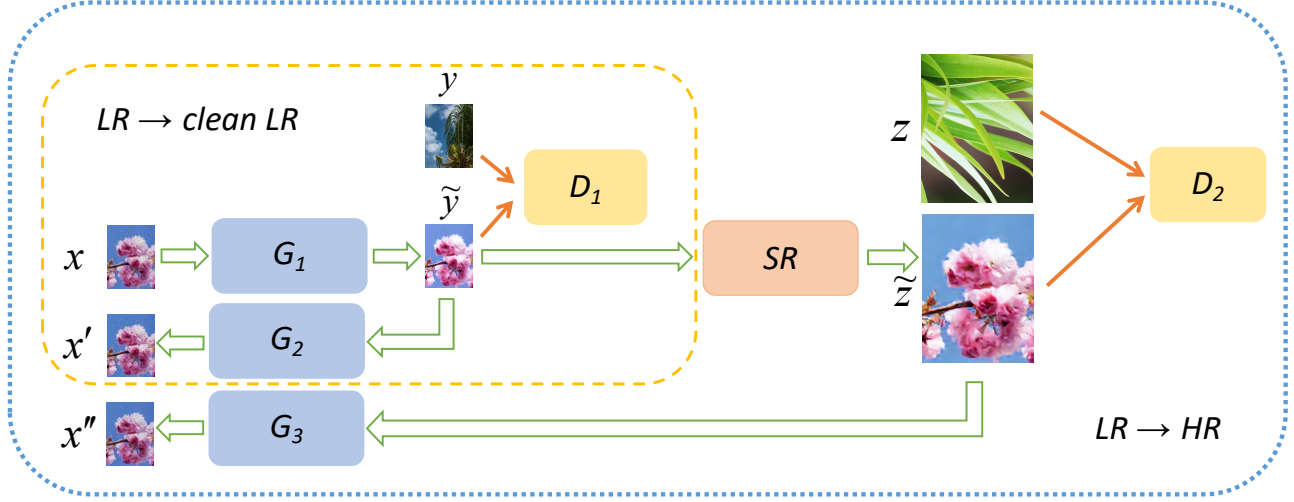 LR → clean LR
y
z
D₁
D₂
ỹ
x
G₁
SR
z̃
x′
G₂
x″
G₃
LR → HR